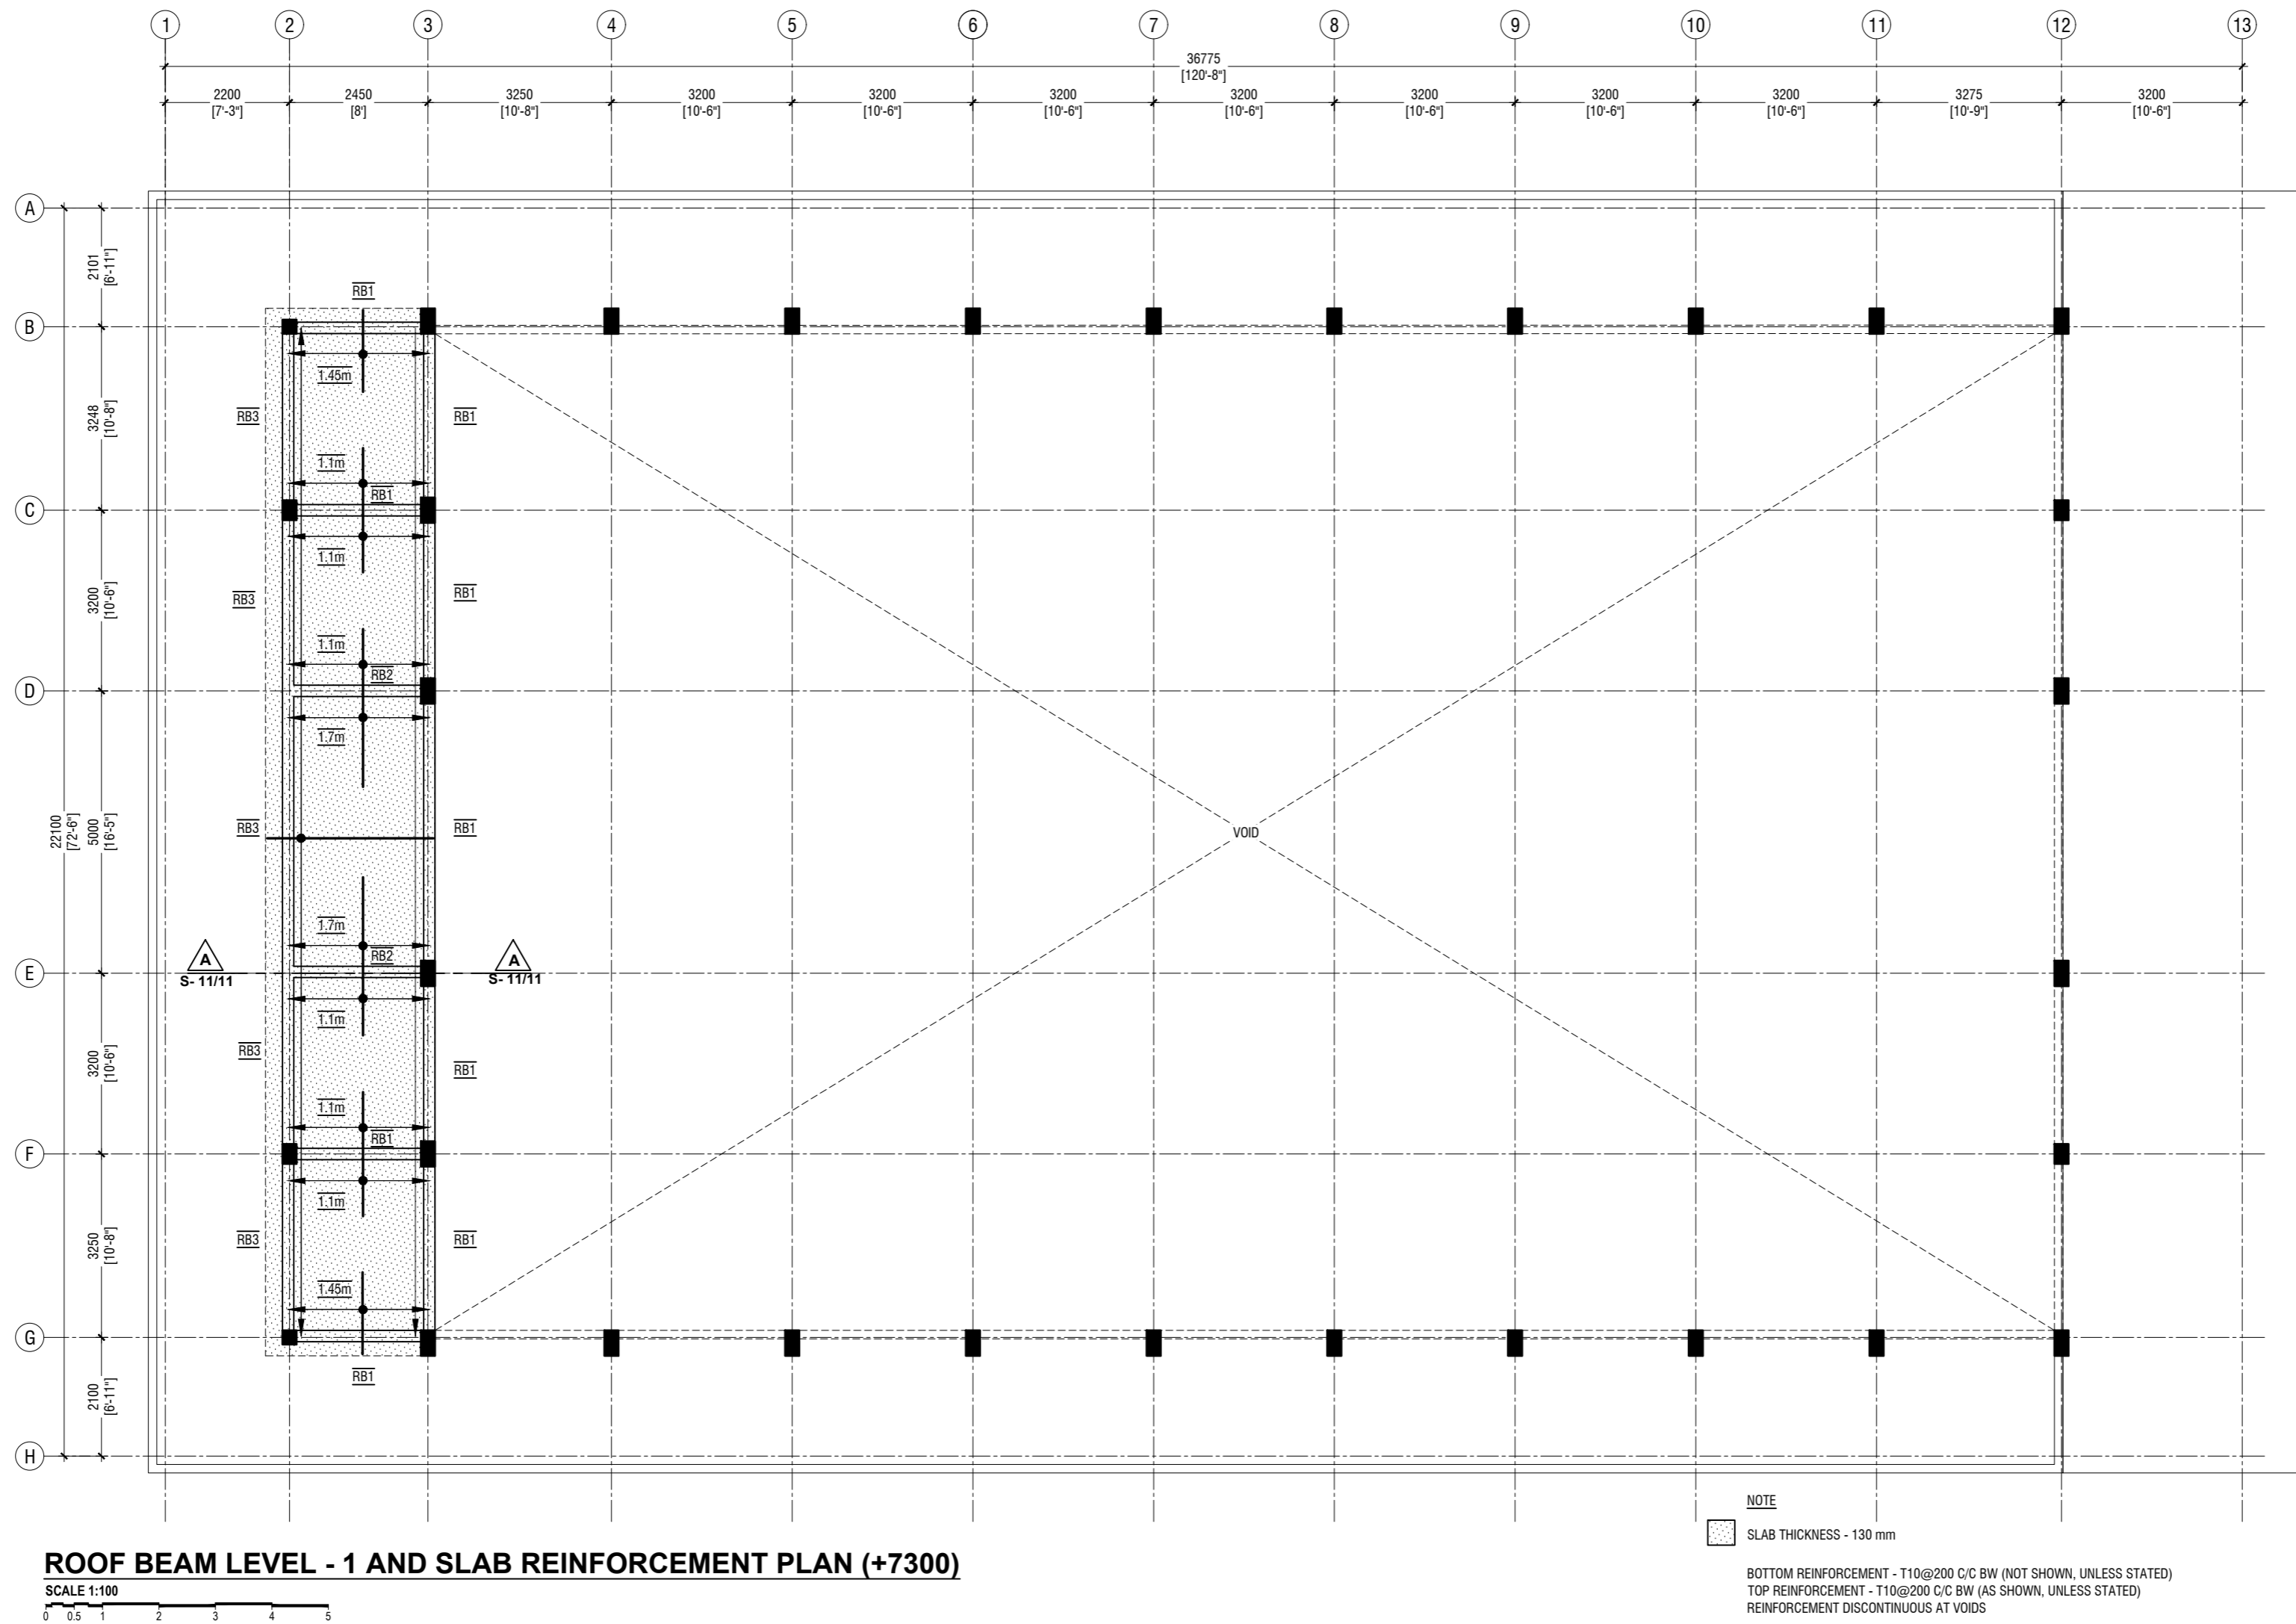 1 2 3 4 5 6 7 8 9 10 11 12 13
36775
[120'-8"]
2200 2450 3250 3200 3200 3200 3200 3200 3200 3200 3275 3200
[7'-3"] [8'] [10'-8"] [10'-6"] [10'-6"] [10'-6"] [10'-6"] [10'-6"] [10'-6"] [10'-6"] [10'-9"] [10'-6"]
A
2101
[6'-11"]
RB1
B
1.45m
3248
[10'-8"]
RB3 RB1
1.1m
RB1
C
1.1m
3200
[10'-6"]
RB3 RB1
1.1m
RB2
D
1.7m
22100
[72'-6"]
5000
[16'-5"]
RB3 RB1
VOID
1.7m
RB2
A A
E
S- 11/11 S- 11/11
1.1m
3200
[10'-6"]
RB3 RB1
1.1m
RB1
F
1.1m
3250
[10'-8"]
RB3 RB1
1.45m
G
RB1
2100
[6'-11"]
H
NOTE
SLAB THICKNESS - 130 mm
BOTTOM REINFORCEMENT - T10@200 C/C BW (NOT SHOWN, UNLESS STATED)
TOP REINFORCEMENT - T10@200 C/C BW (AS SHOWN, UNLESS STATED)
REINFORCEMENT DISCONTINUOUS AT VOIDS
ROOF BEAM LEVEL - 1 AND SLAB REINFORCEMENT PLAN (+7300)
SCALE 1:100
0 0.5 1 2 3 4 5